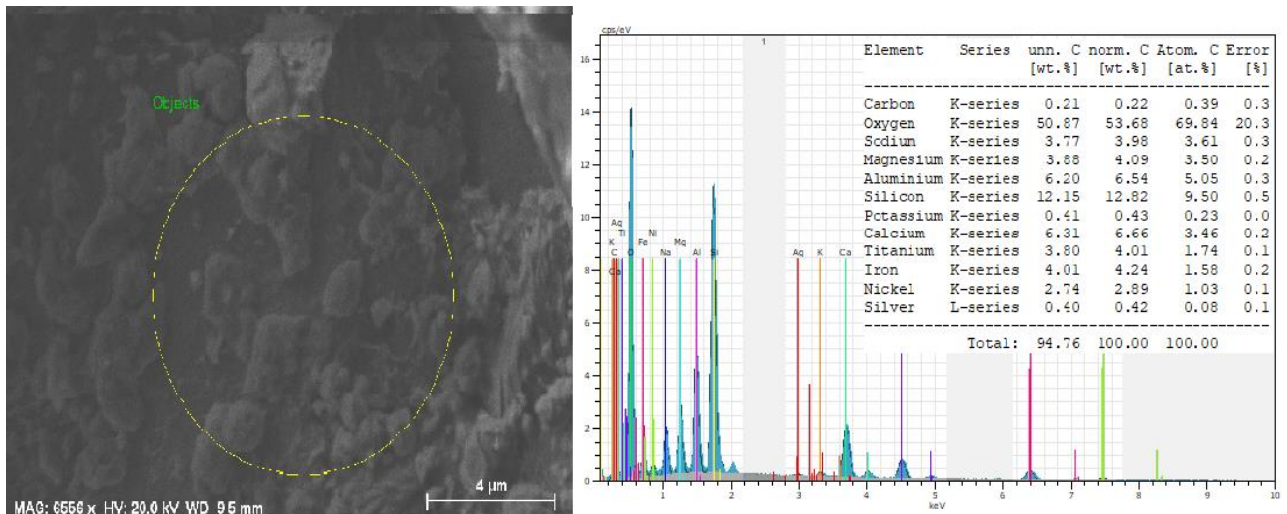 Objects
4 µm
MAG: 6556 x HV: 20.0 kV WD 9.5 mm
cps/eV
1
16
14
12
10
8
6
4
2
0
Ag
K Ti Fe Ni
C O Na Mg Al Si Ag K Ca
Ca
1 2 3 4 5 6 7 8 9 10
keV
Element Series unn. C norm. C Atom. C Error
[wt.%] [wt.%] [at.%] [%]
Carbon K-series 0.21 0.22 0.39 0.3
Oxygen K-series 50.87 53.68 69.84 20.3
Sodium K-series 3.77 3.98 3.61 0.3
Magnesium K-series 3.88 4.09 3.50 0.2
Aluminium K-series 6.20 6.54 5.05 0.3
Silicon K-series 12.15 12.82 9.50 0.5
Potassium K-series 0.41 0.43 0.23 0.0
Calcium K-series 6.31 6.66 3.46 0.2
Titanium K-series 3.80 4.01 1.74 0.1
Iron K-series 4.01 4.24 1.58 0.2
Nickel K-series 2.74 2.89 1.03 0.1
Silver L-series 0.40 0.42 0.08 0.1
Total: 94.76 100.00 100.00